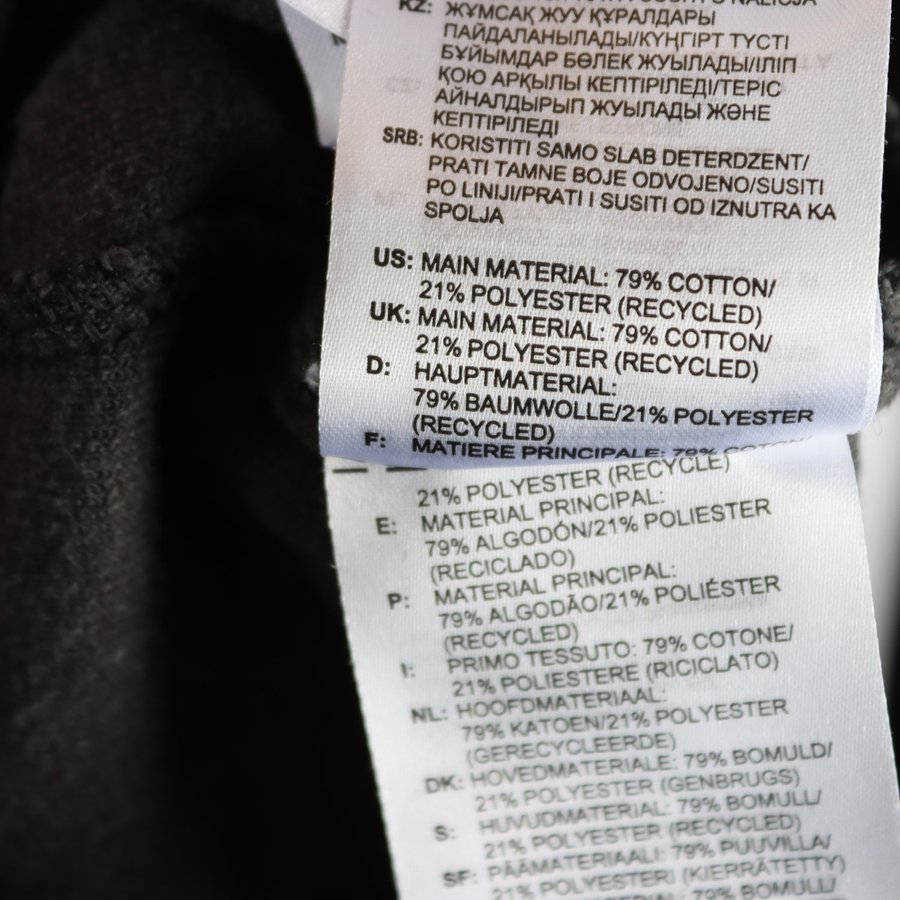 KZ: ЖҰМСАҚ ЖУУ ҚҰРАЛДАРЫ
ПАЙДАЛАНЫЛАДЫ/КҮҢГІРТ ТҮСТІ
БҰЙЫМДАР БӨЛЕК ЖУЫЛАДЫ/ІЛІП
ҚОЮ АРҚЫЛЫ КЕПТІРІЛЕДІ/ТЕРІС
АЙНАЛДЫРЫП ЖУЫЛАДЫ ЖӘНЕ
КЕПТІРІЛЕДІ
SRB: KORISTITI SAMO SLAB DETERDZENT/
PRATI TAMNE BOJE ODVOJENO/SUSITI
PO LINIJI/PRATI I SUSITI OD IZNUTRA KA
SPOLJA
US: MAIN MATERIAL: 79% COTTON/
21% POLYESTER (RECYCLED)
UK: MAIN MATERIAL: 79% COTTON/
21% POLYESTER (RECYCLED)
D: HAUPTMATERIAL:
79% BAUMWOLLE/21% POLYESTER
(RECYCLED)
F: MATIERE PRINCIPALE: 79% COTON/
21% POLYESTER (RECYCLÉ)
E: MATERIAL PRINCIPAL:
79% ALGODÓN/21% POLIESTER
(RECICLADO)
P: MATERIAL PRINCIPAL:
79% ALGODÃO/21% POLIÉSTER
(RECYCLED)
I: PRIMO TESSUTO: 79% COTONE/
21% POLIESTERE (RICICLATO)
NL: HOOFDMATERIAAL:
79% KATOEN/21% POLYESTER
(GERECYCLEERDE)
DK: HOVEDMATERIALE: 79% BOMULD/
21% POLYESTER (GENBRUGS)
S: HUVUDMATERIAL: 79% BOMULL/
21% POLYESTER (RECYCLED)
SF: PÄÄMATERIAALI: 79% PUUVILLA/
21% POLYESTERI (KIERRÄTETTY)
79% BOMULL/